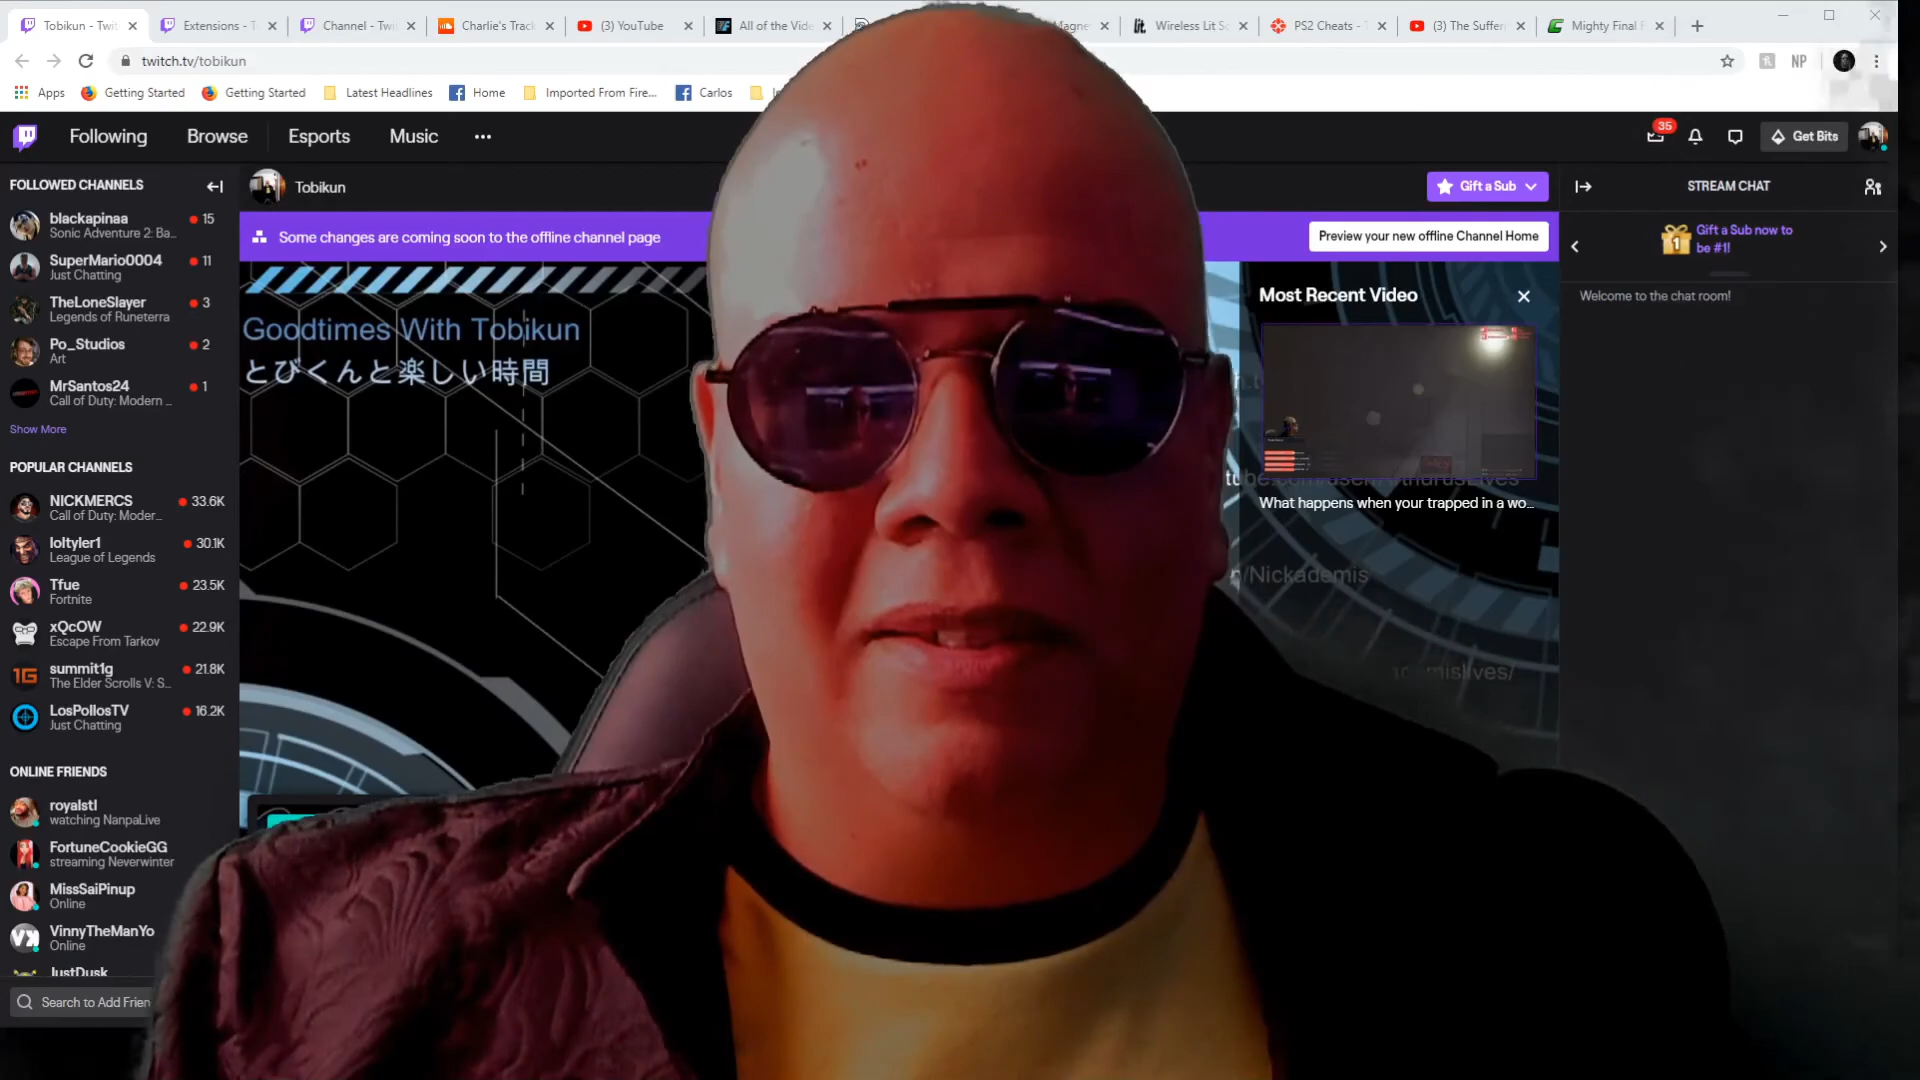 Tobikun - Twit
Extensions - T
Channel - Twit
Charlie's Track
(3) YouTube
All of the Vide
Magne
Wireless Lit Sc
PS2 Cheats - T
(3) The Suffer
Mighty Final F
twitch.tv/tobikun
NP
Apps
Getting Started
Getting Started
Latest Headlines
Home
Imported From Fire...
Carlos
Following
Browse
Esports
Music
35
Get Bits
FOLLOWED CHANNELS
blackapinaa
15
Sonic Adventure 2: Ba...
SuperMario0004
11
Just Chatting
TheLoneSlayer
3
Legends of Runeterra
Po_Studios
2
Art
MrSantos24
1
Call of Duty: Modern ...
Show More
POPULAR CHANNELS
NICKMERCS
33.6K
Call of Duty: Moder...
loltyler1
30.1K
League of Legends
Tfue
23.5K
Fortnite
xQcOW
22.9K
Escape From Tarkov
summit1g
21.8K
The Elder Scrolls V: S...
LosPollosTV
16.2K
Just Chatting
ONLINE FRIENDS
royalstl
watching NanpaLive
FortuneCookieGG
streaming Neverwinter
MissSaiPinup
Online
VinnyTheManYo
Online
JustDusk
Search to Add Frien
Tobikun
Gift a Sub
Some changes are coming soon to the offline channel page
Preview your new offline Channel Home
Goodtimes With Tobikun
とびくんと楽しい時間
Most Recent Video
What happens when your trapped in a wo...
/Nickademis
STREAM CHAT
1
Gift a Sub now to
be #1!
Welcome to the chat room!